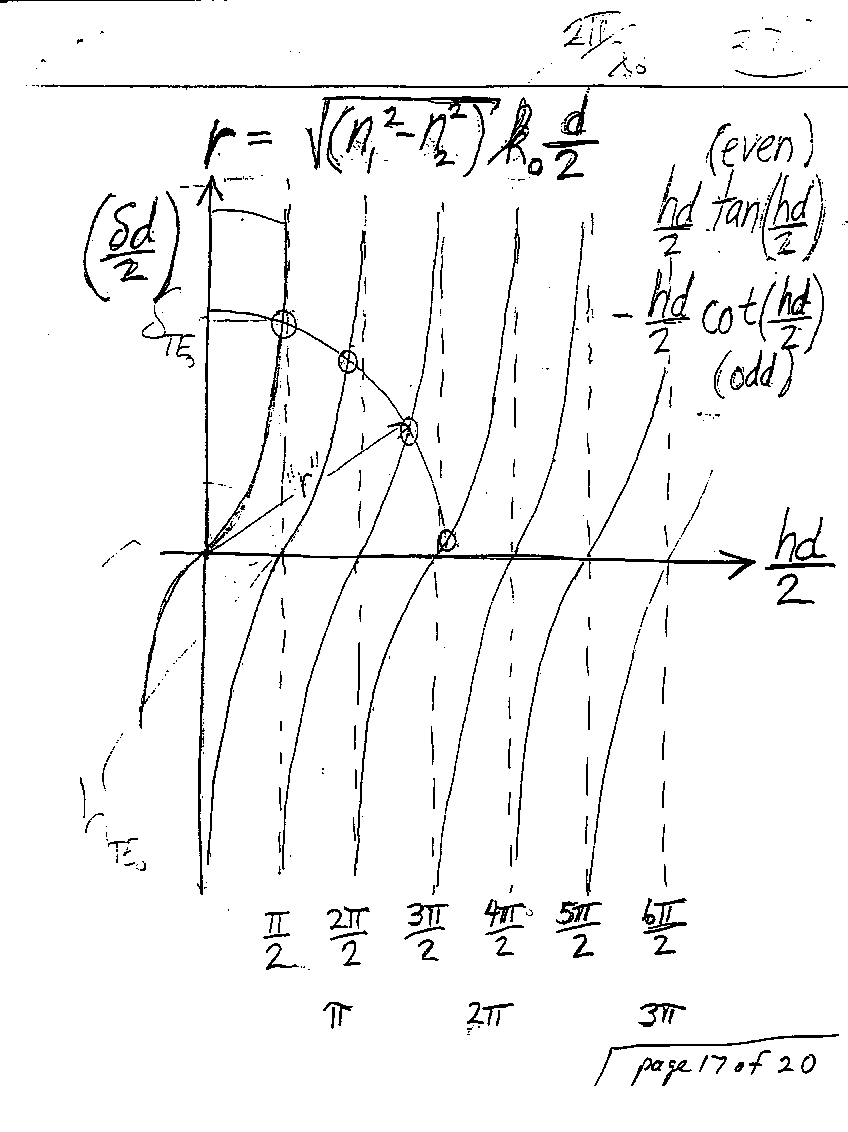 2π/λ₀
r = √(n₁² - n₂²) k₀ d/2
(even)
hd/2 tan(hd/2)
(δd/2)
- hd/2 cot(hd/2)
(odd)
δ_TE₀
"r"
hd/2
h_TE₀
π/2 2π/2 3π/2 4π/2 5π/2 6π/2
π 2π 3π
page 17 of 20